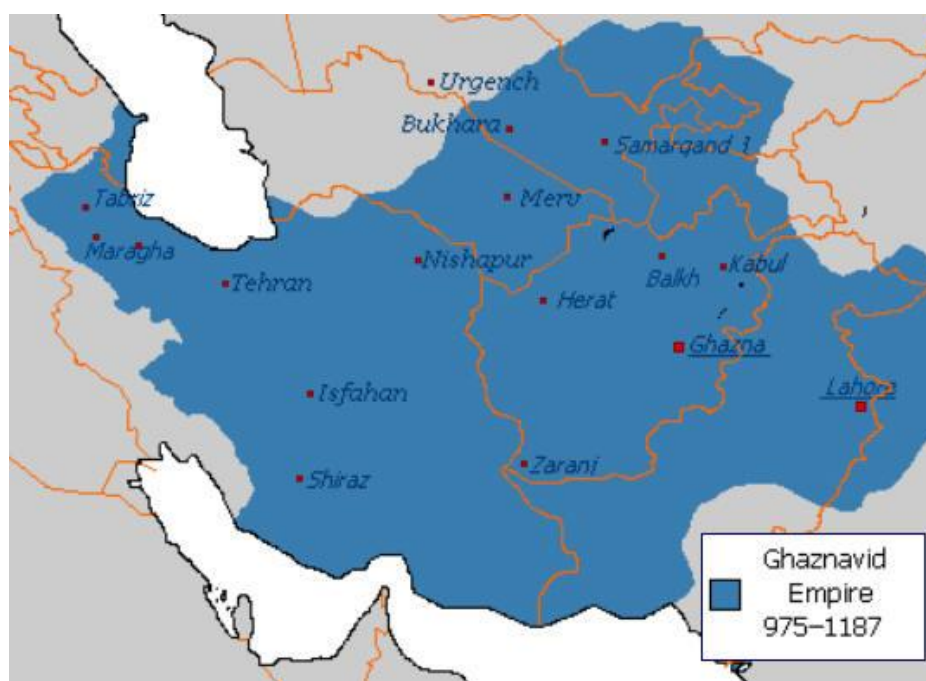 Urgench
Bukhara
Samarqand
Tabriz
Merv
Maragha
Nishapur
Balkh
Kabul
Tehran
Herat
Ghazna
Lahore
Isfahan
Zaranj
Shiraz
Ghaznavid
Empire
975-1187